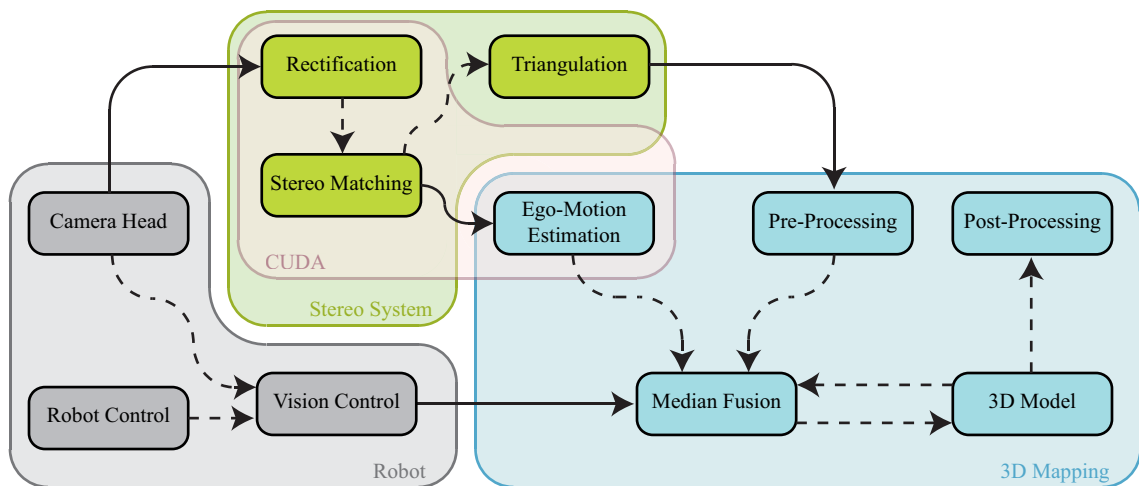 Rectification
Triangulation
Stereo Matching
Camera Head
Ego-Motion
Estimation
Pre-Processing
Post-Processing
CUDA
Stereo System
Robot Control
Vision Control
Median Fusion
3D Model
Robot
3D Mapping